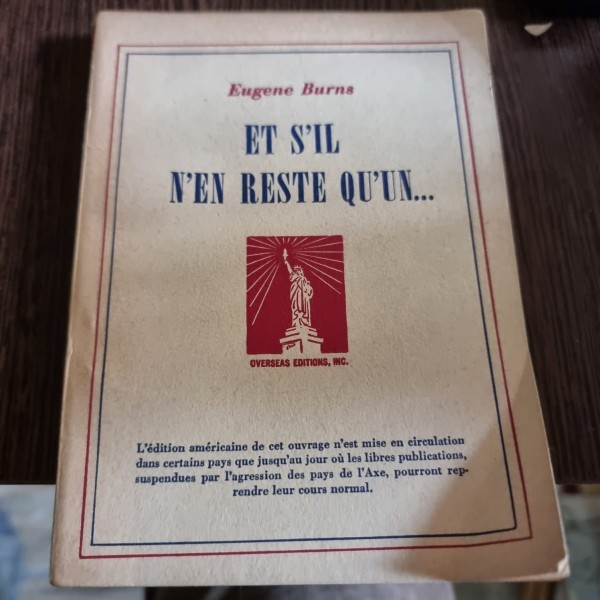 Eugene Burns
ET S'IL
N'EN RESTE QU'UN...
OVERSEAS EDITIONS, INC.
L'édition américaine de cet ouvrage n'est mise en circulation
dans certains pays que jusqu'au jour où les libres publications,
suspendues par l'agression des pays de l'Axe, pourront rep-
rendre leur cours normal.